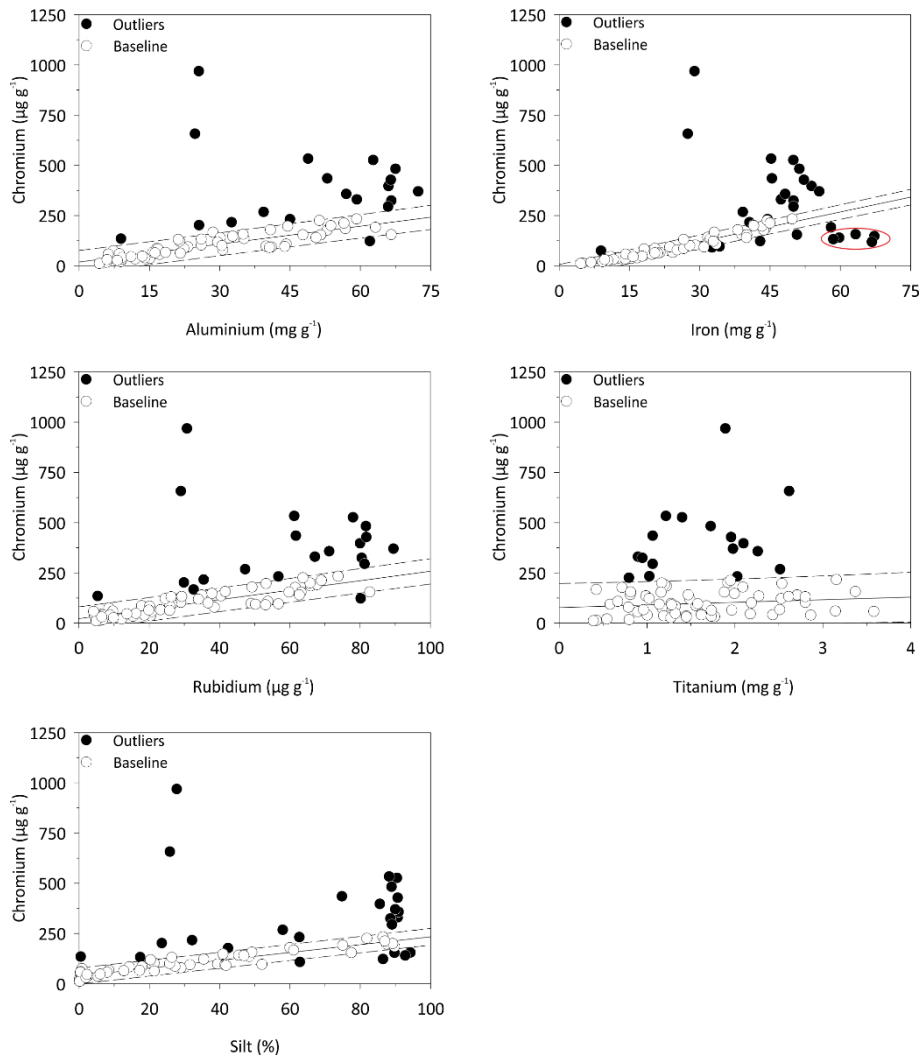 1250
1000
750
500
250
0
0
15
30
45
60
75
Chromium (µg g⁻¹)
Aluminium (mg g⁻¹)
Outliers
Baseline
1250
1000
750
500
250
0
0
15
30
45
60
75
Chromium (µg g⁻¹)
Iron (mg g⁻¹)
Outliers
Baseline
1250
1000
750
500
250
0
0
20
40
60
80
100
Chromium (µg g⁻¹)
Rubidium (µg g⁻¹)
Outliers
Baseline
1250
1000
750
500
250
0
0
1
2
3
4
Chromium (µg g⁻¹)
Titanium (mg g⁻¹)
Outliers
Baseline
1250
1000
750
500
250
0
0
20
40
60
80
100
Chromium (µg g⁻¹)
Silt (%)
Outliers
Baseline